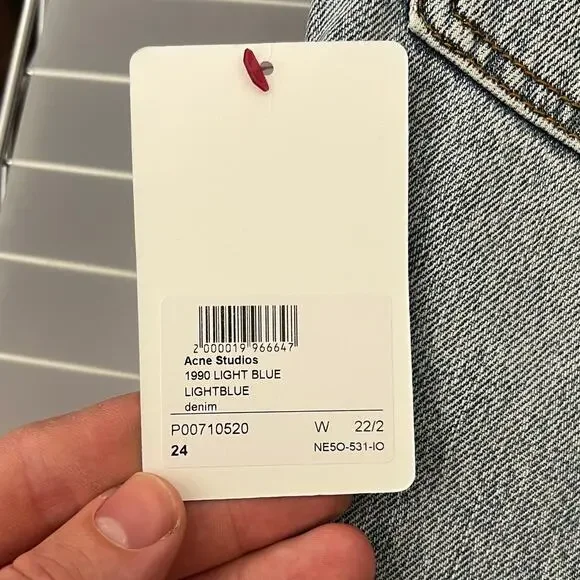 2 000019 966647
Acne Studios
1990 LIGHT BLUE
LIGHTBLUE
denim
P00710520 W 22/2
24 NE5O-531-IO